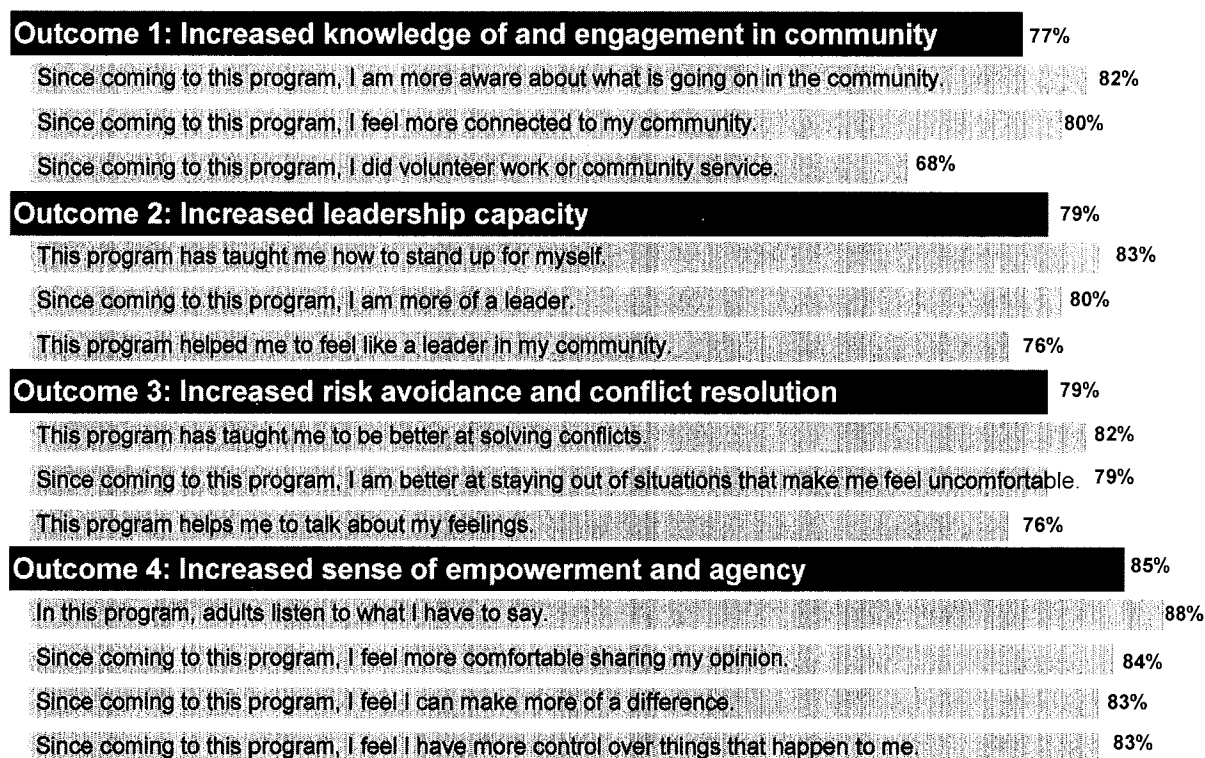 Outcome 1: Increased knowledge of and engagement in community 77%
Since coming to this program, I am more aware about what is going on in the community. 82%
Since coming to this program, I feel more connected to my community. 80%
Since coming to this program, I did volunteer work or community service. 68%
Outcome 2: Increased leadership capacity 79%
This program has taught me how to stand up for myself. 83%
Since coming to this program, I am more of a leader. 80%
This program helped me to feel like a leader in my community. 76%
Outcome 3: Increased risk avoidance and conflict resolution 79%
This program has taught me to be better at solving conflicts. 82%
Since coming to this program, I am better at staying out of situations that make me feel uncomfortable. 79%
This program helps me to talk about my feelings. 76%
Outcome 4: Increased sense of empowerment and agency 85%
In this program, adults listen to what I have to say. 88%
Since coming to this program, I feel more comfortable sharing my opinion. 84%
Since coming to this program, I feel I can make more of a difference. 83%
Since coming to this program, I feel I have more control over things that happen to me. 83%